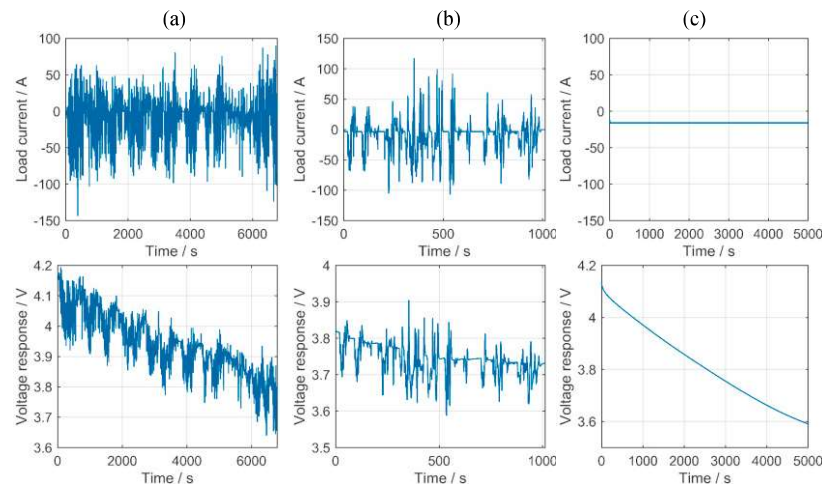 (a) (b) (c)
100
50
0
-50
-100
-150
Load current / A
0 2000 4000 6000
Time / s
150
100
50
0
-50
-100
-150
Load current / A
0 500 1000
Time / s
100
50
0
-50
-100
-150
Load current / A
0 1000 2000 3000 4000 5000
Time / s
4.2
4.1
4
3.9
3.8
3.7
3.6
Voltage response / V
0 2000 4000 6000
Time / s
4
3.9
3.8
3.7
3.6
3.5
Voltage response / V
0 500 1000
Time / s
4.2
4
3.8
3.6
Voltage response / V
0 1000 2000 3000 4000 5000
Time / s